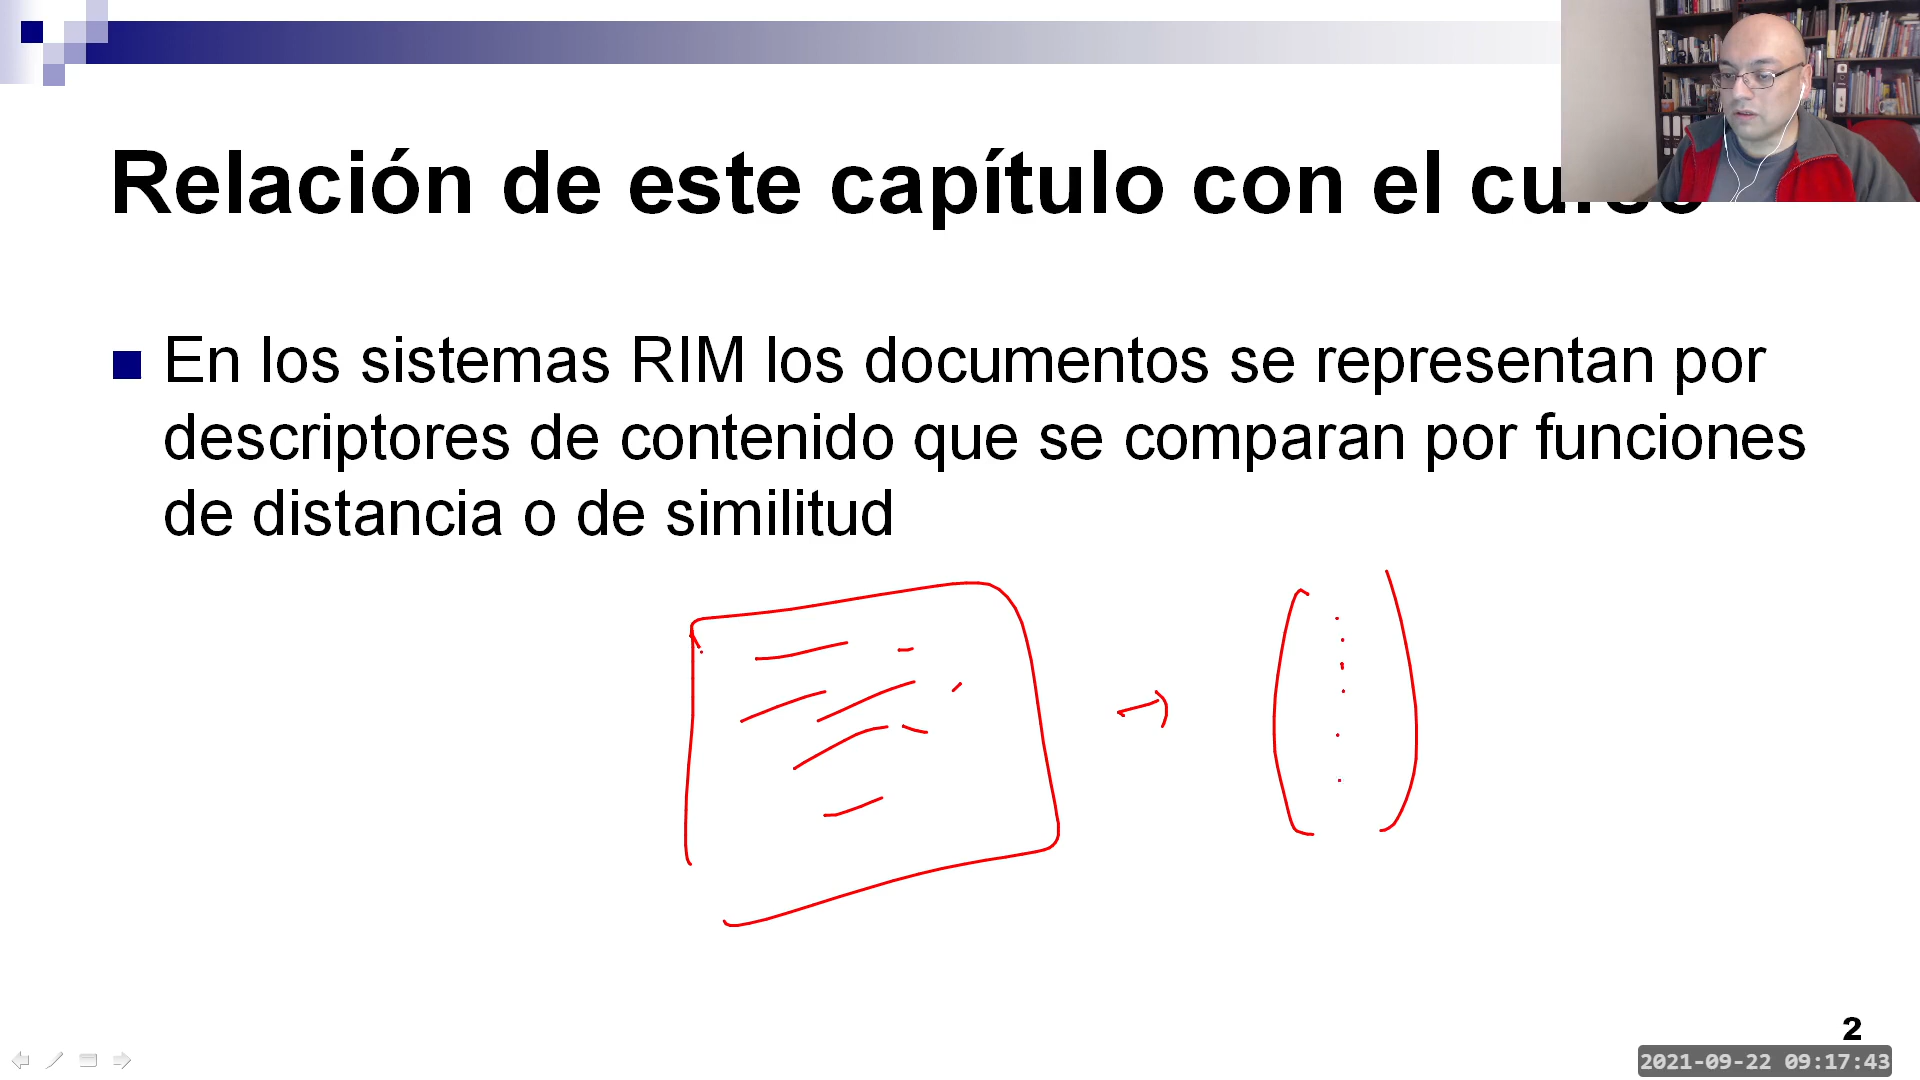 Relación de este capítulo con el curso
En los sistemas RIM los documentos se representan por
descriptores de contenido que se comparan por funciones
de distancia o de similitud
2
2021-09-22 09:17:43